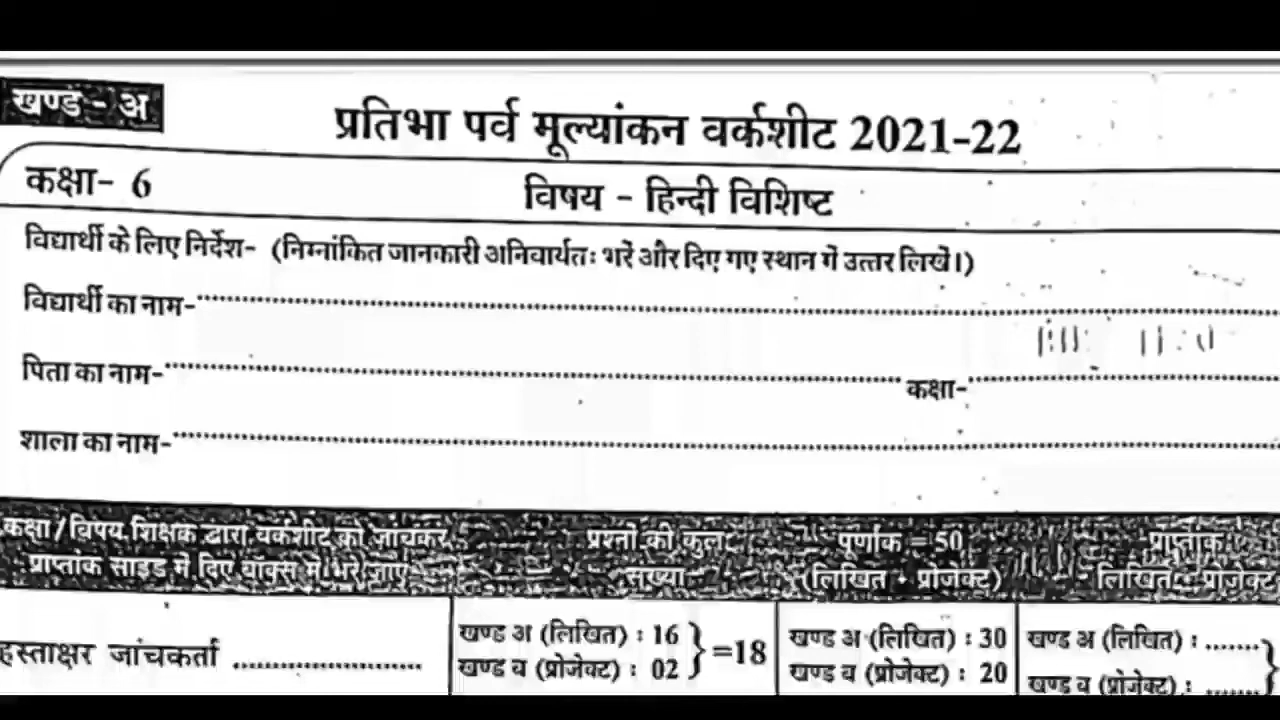 खण्ड - अ
प्रतिभा पर्व मूल्यांकन वर्कशीट 2021-22
कक्षा- 6
विषय - हिन्दी विशिष्ट
विद्यार्थी के लिए निर्देश- (निम्नांकित जानकारी अनिवार्यतः भरें और दिए गए स्थान में उत्तर लिखें।)
विद्यार्थी का नाम-
पिता का नाम- कक्षा-
शाला का नाम-
कक्षा/विषय शिक्षक द्वारा वर्कशीट को जांचकर प्रश्नों की कुल पूर्णांक = 50 प्राप्तांक
प्राप्तांक साइड में दिए बॉक्स में भरे जाए संख्या (लिखित + प्रोजेक्ट) लिखित + प्रोजेक्ट
खण्ड अ (लिखित) : 16 खण्ड अ (लिखित) : 30 खण्ड अ (लिखित) : .......
हस्ताक्षर जांचकर्ता ........................ } =18
खण्ड ब (प्रोजेक्ट) : 02 खण्ड ब (प्रोजेक्ट) : 20 खण्ड ब (प्रोजेक्ट) : .......